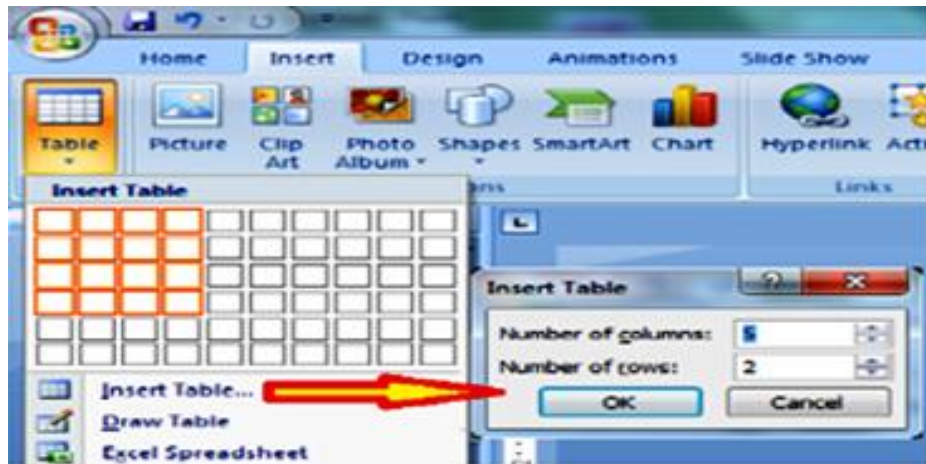 Home Insert Design Animations Slide Show
Table Picture Clip Art Photo Album Shapes SmartArt Chart Hyperlink
Links
Insert Table
Insert Table
Number of columns: 5
Number of rows: 2
OK Cancel
Insert Table...
Draw Table
Excel Spreadsheet